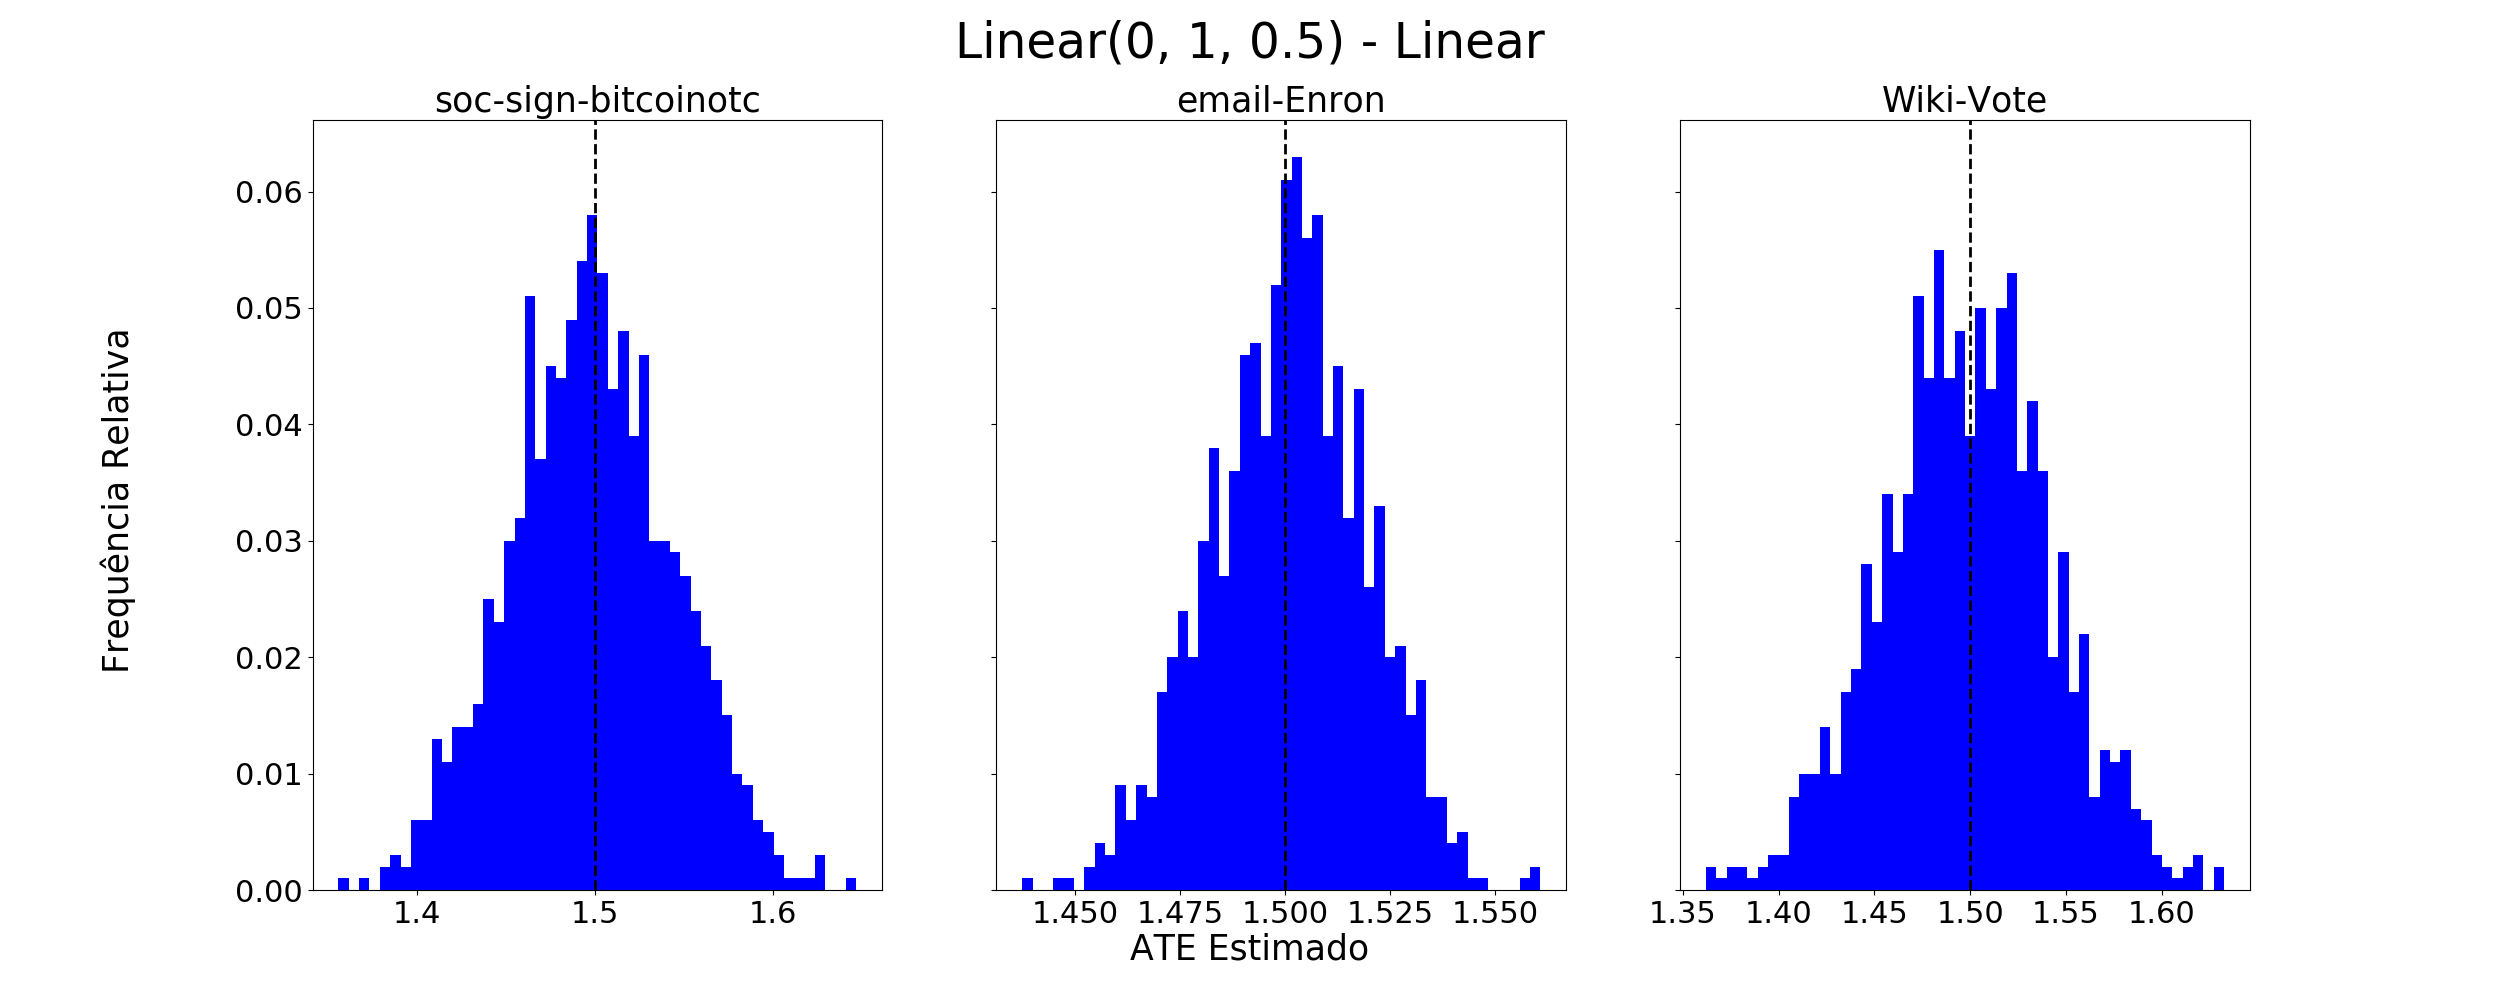 Linear(0, 1, 0.5) - Linear
soc-sign-bitcoinotc
email-Enron
Wiki-Vote
Frequência Relativa
0.06
0.05
0.04
0.03
0.02
0.01
0.00
1.4 1.5 1.6
1.450 1.475 1.500 1.525 1.550
1.35 1.40 1.45 1.50 1.55 1.60
ATE Estimado